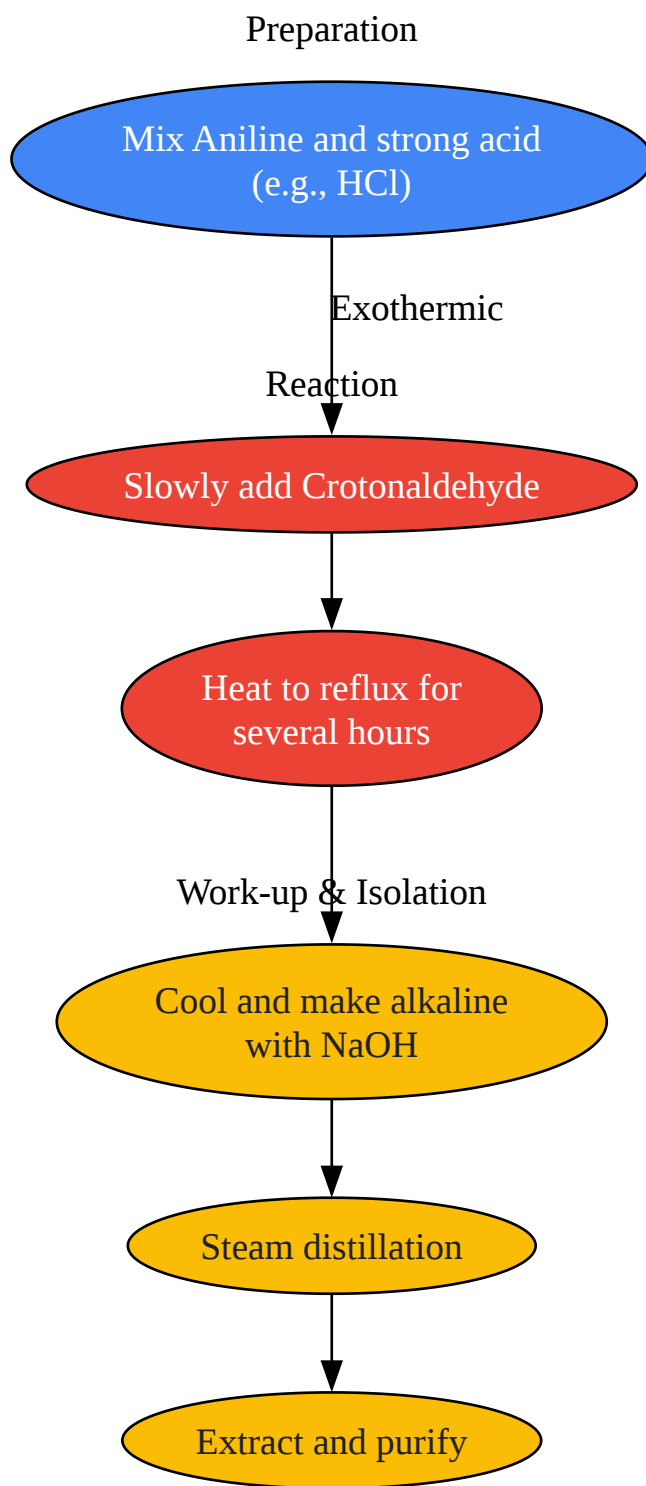 Preparation
Mix Aniline and strong acid
(e.g., HCl)
Exothermic
Reaction
Slowly add Crotonaldehyde
Heat to reflux for
several hours
Work-up & Isolation
Cool and make alkaline
with NaOH
Steam distillation
Extract and purify